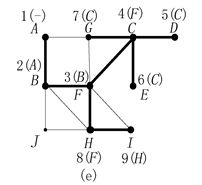 1(–) 7(C) 4(F) 5(C)
A G C D
2(A)
B 3(B) 6(C)
F E
J H I
8(F) 9(H)
(e)